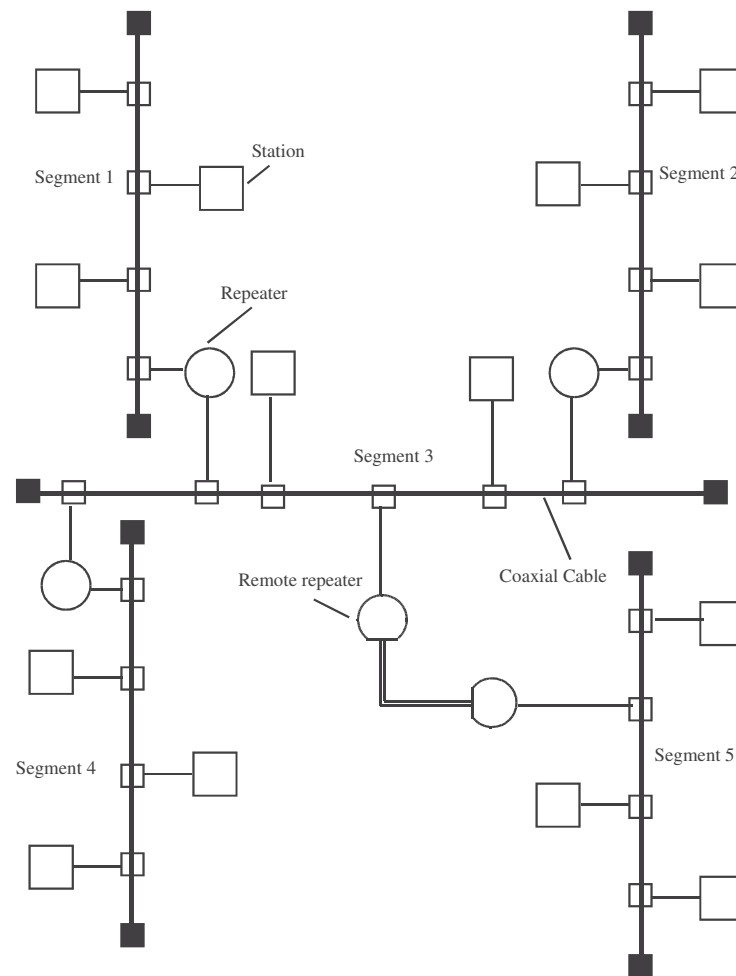 Station
Segment 1
Segment 2
Repeater
Segment 3
Remote repeater
Coaxial Cable
Segment 4
Segment 5